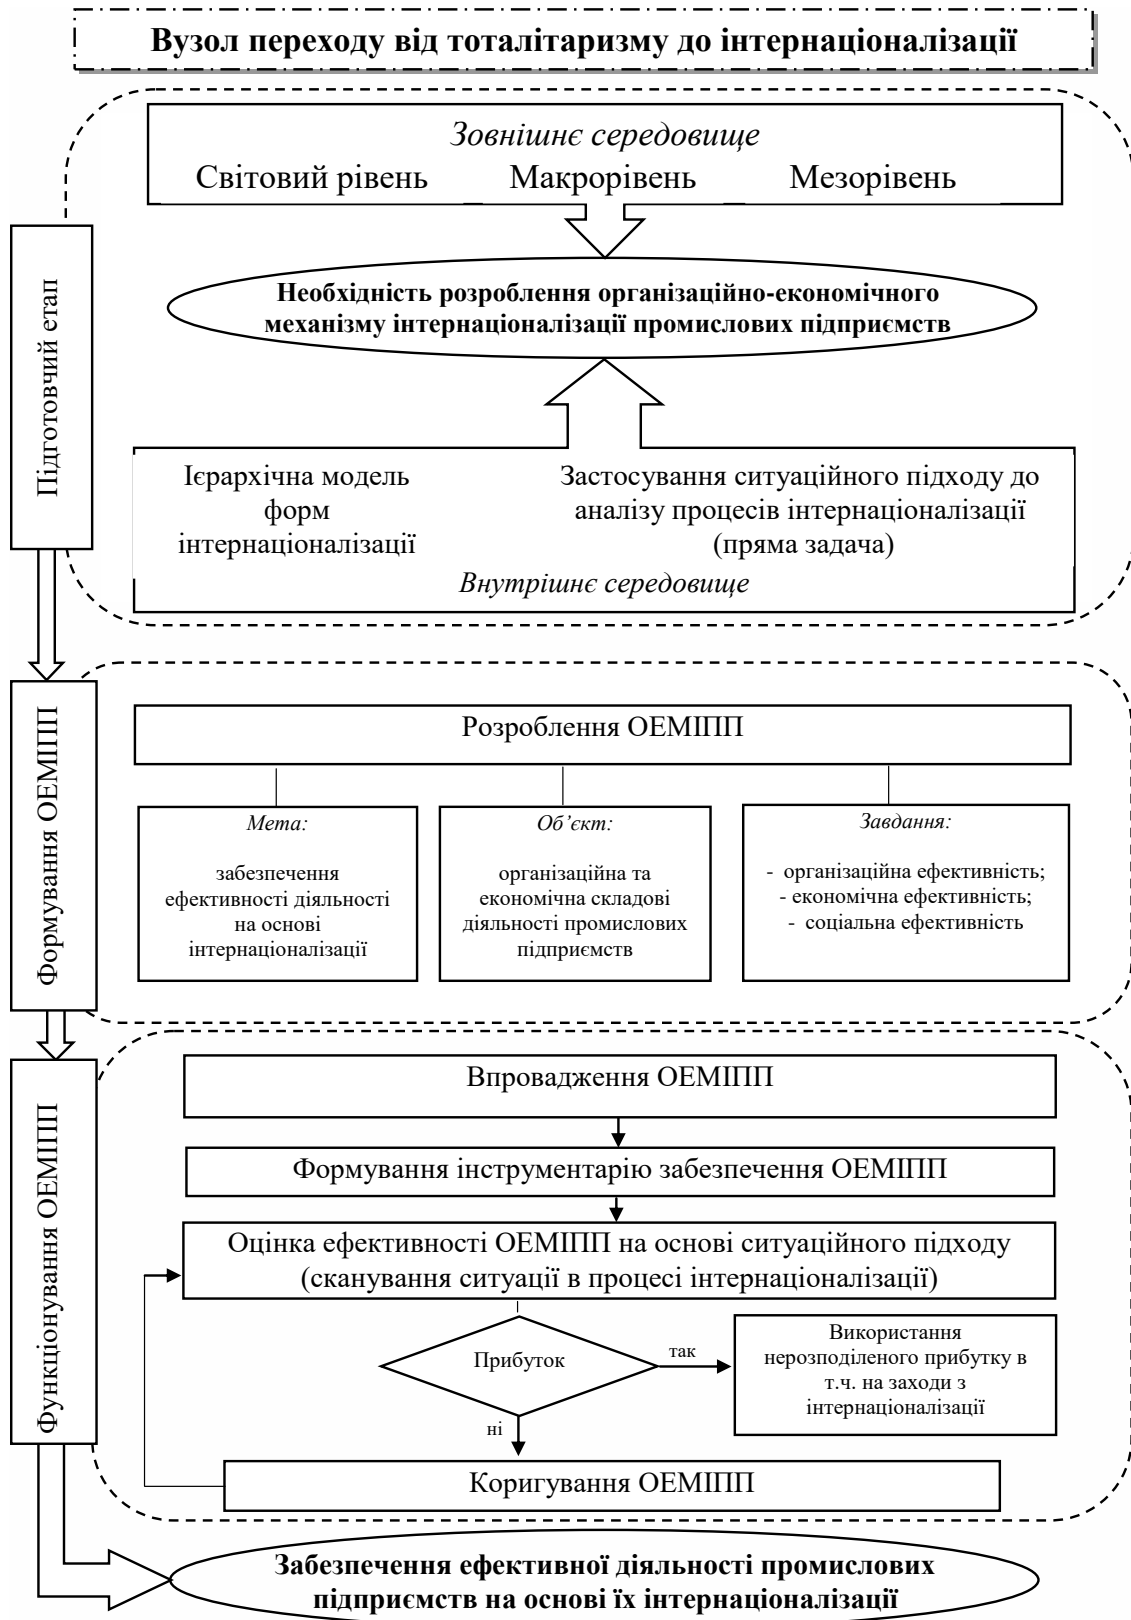 Вузол переходу від тоталітаризму до інтернаціоналізації
Зовнішнє середовище
Світовий рівень Макрорівень Мезорівень
Підготовчий етап
Необхідність розроблення організаційно-економічного
механізму інтернаціоналізації промислових підприємств
Ієрархічна модель
форм
інтернаціоналізації
Застосування ситуаційного підходу до
аналізу процесів інтернаціоналізації
(пряма задача)
Внутрішнє середовище
Формування ОЕМІПП
Розроблення ОЕМІПП
Мета:
забезпечення
ефективності діяльності
на основі
інтернаціоналізації
Об’єкт:
організаційна та
економічна складові
діяльності промислових
підприємств
Завдання:
- організаційна ефективність;
- економічна ефективність;
- соціальна ефективність
Функціонування ОЕМІПП
Впровадження ОЕМІПП
Формування інструментарію забезпечення ОЕМІПП
Оцінка ефективності ОЕМІПП на основі ситуаційного підходу
(сканування ситуації в процесі інтернаціоналізації)
Прибуток
так
Використання
нерозподіленого прибутку в
т.ч. на заходи з
інтернаціоналізації
ні
Коригування ОЕМІПП
Забезпечення ефективної діяльності промислових
підприємств на основі їх інтернаціоналізації